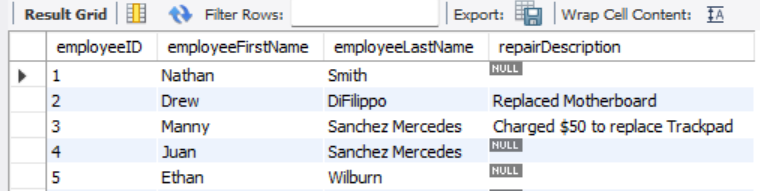 Result Grid Filter Rows: Export: Wrap Cell Content: IA
employeeID employeeFirstName employeeLastName repairDescription
1 Nathan Smith NULL
2 Drew DiFilippo Replaced Motherboard
3 Manny Sanchez Mercedes Charged $50 to replace Trackpad
4 Juan Sanchez Mercedes NULL
5 Ethan Wilburn NULL